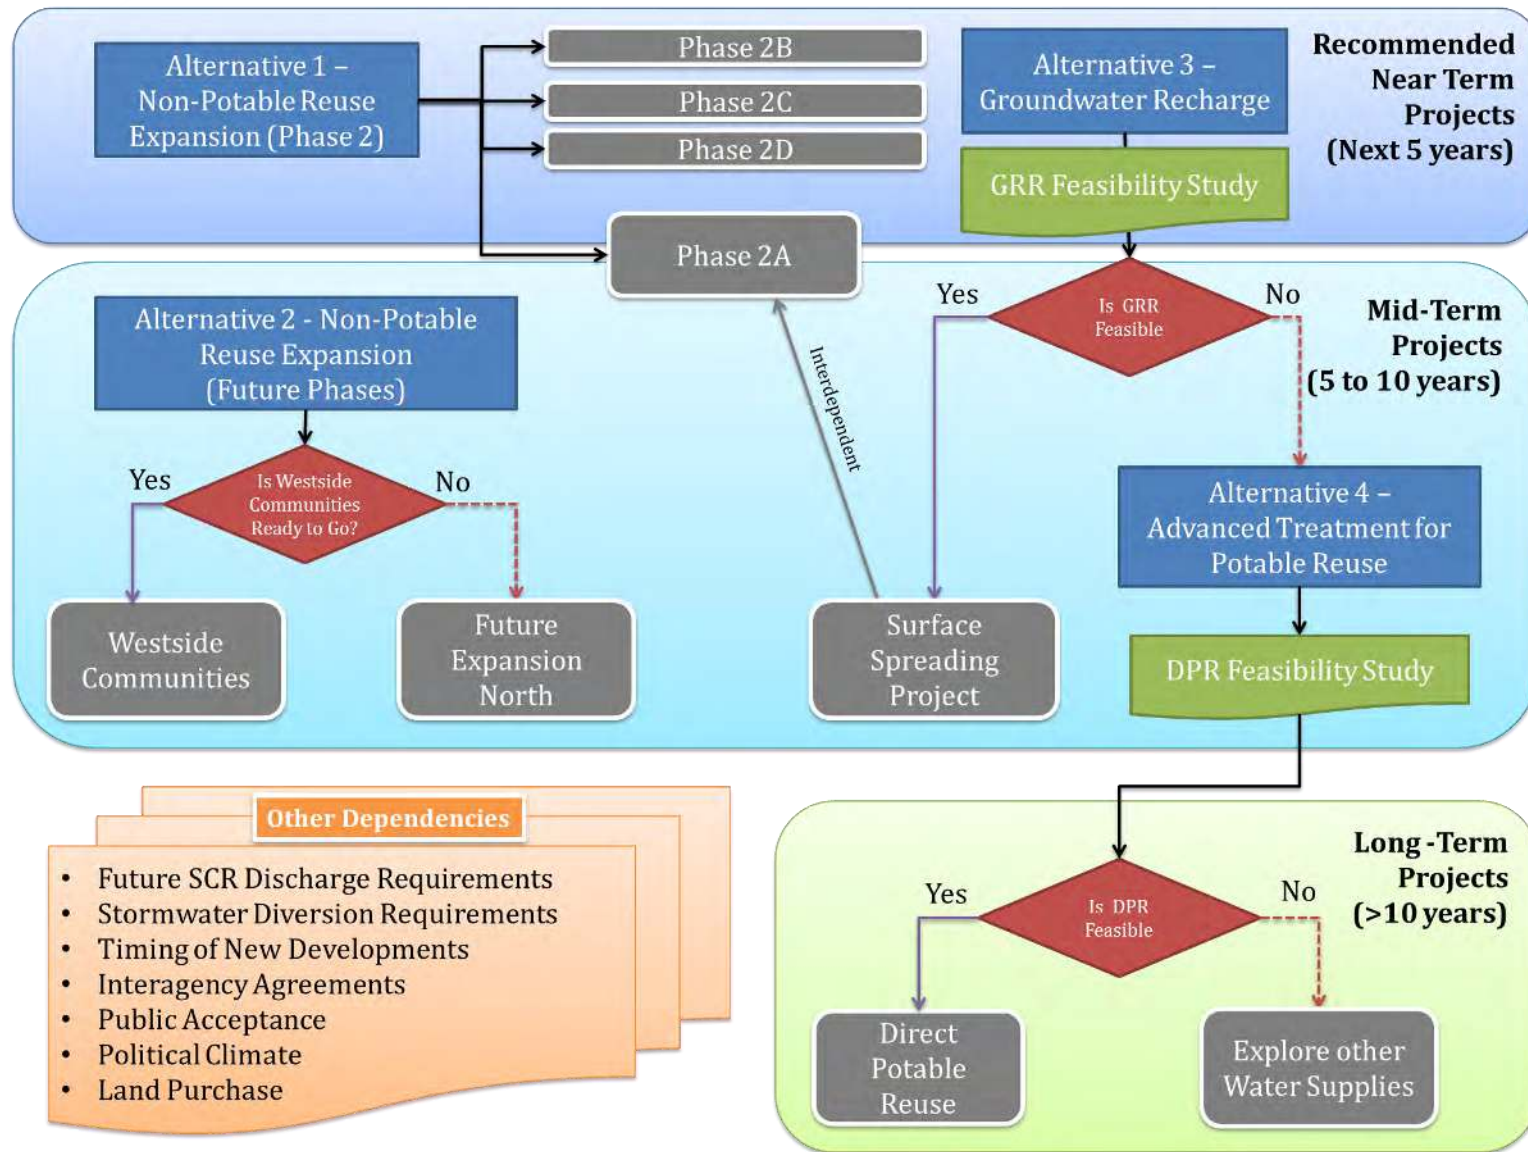 Alternative 1 –
Non-Potable Reuse
Expansion (Phase 2)
Phase 2B
Phase 2C
Phase 2D
Phase 2A
Alternative 3 –
Groundwater Recharge
GRR Feasibility Study
Recommended
Near Term
Projects
(Next 5 years)
Alternative 2 - Non-Potable
Reuse Expansion
(Future Phases)
Yes
Is Westside
Communities
Ready to Go?
No
Westside
Communities
Future
Expansion
North
Interdependent
Yes
Is GRR
Feasible
No
Mid-Term
Projects
(5 to 10 years)
Surface
Spreading
Project
Alternative 4 –
Advanced Treatment for
Potable Reuse
DPR Feasibility Study
Other Dependencies
• Future SCR Discharge Requirements
• Stormwater Diversion Requirements
• Timing of New Developments
• Interagency Agreements
• Public Acceptance
• Political Climate
• Land Purchase
Yes
Is DPR
Feasible
No
Long -Term
Projects
(>10 years)
Direct
Potable
Reuse
Explore other
Water Supplies